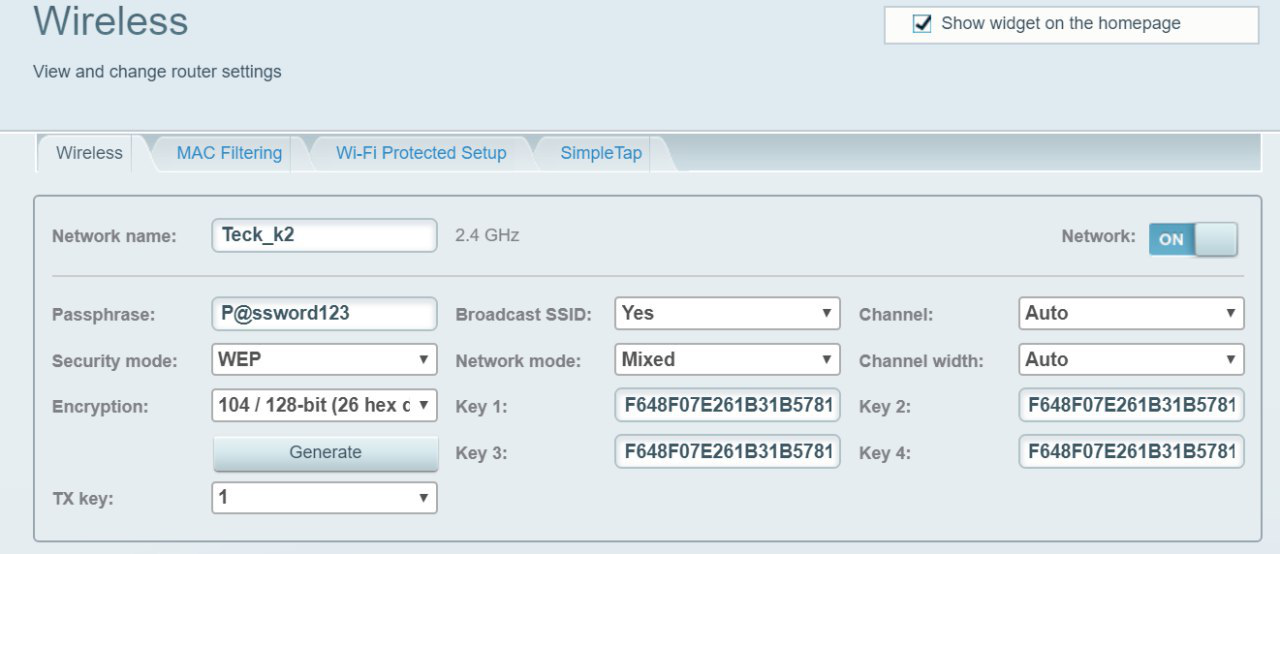 Wireless
Show widget on the homepage
View and change router settings
Wireless MAC Filtering Wi-Fi Protected Setup SimpleTap
Network name: Teck_k2 2.4 GHz Network: ON
Passphrase: P@ssword123 Broadcast SSID: Yes Channel: Auto
Security mode: WEP Network mode: Mixed Channel width: Auto
Encryption: 104 / 128-bit (26 hex d Key 1: F648F07E261B31B5781 Key 2: F648F07E261B31B5781
Generate Key 3: F648F07E261B31B5781 Key 4: F648F07E261B31B5781
TX key: 1